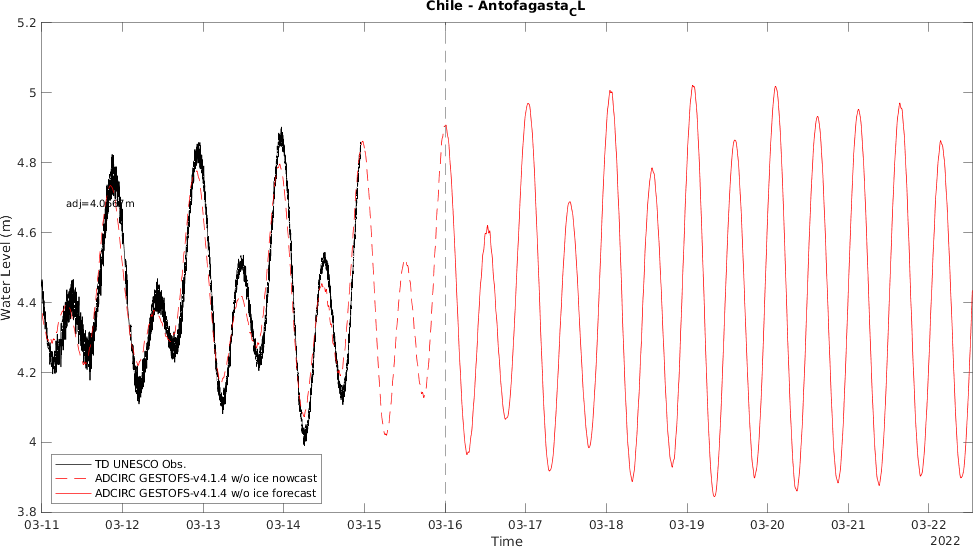 Chile - Antofagasta_CL
5.2
5
4.8
4.6
4.4
4.2
4
3.8
Water Level (m)
TD UNESCO Obs.
ADCIRC GESTOFS-v4.1.4 w/o ice nowcast
ADCIRC GESTOFS-v4.1.4 w/o ice forecast
03-11 03-12 03-13 03-14 03-15 03-16 03-17 03-18 03-19 03-20 03-21 03-22
Time
2022